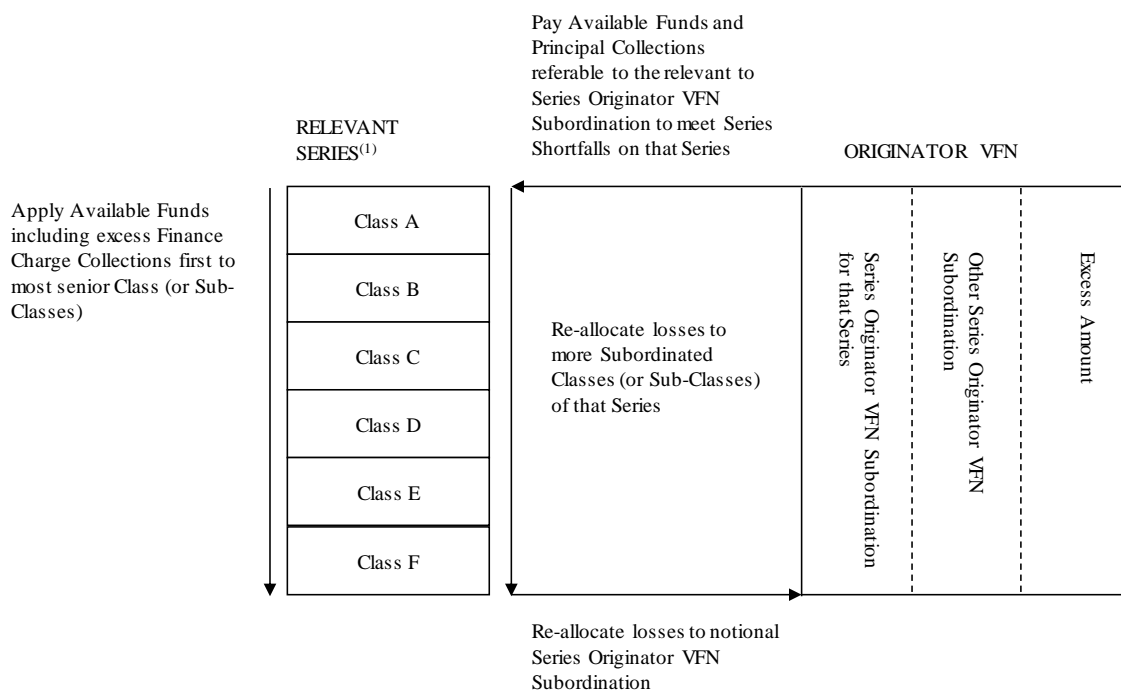 Pay Available Funds and
Principal Collections
referable to the relevant to
Series Originator VFN
Subordination to meet Series
Shortfalls on that Series
RELEVANT
SERIES(1)
ORIGINATOR VFN
Apply Available Funds
including excess Finance
Charge Collections first to
most senior Class (or Sub-
Classes)
Class A
Class B
Class C
Class D
Class E
Class F
Re-allocate losses to
more Subordinated
Classes (or Sub-Classes)
of that Series
Series Originator VFN Subordination
for that Series
Other Series Originator VFN
Subordination
Excess Amount
Re-allocate losses to notional
Series Originator VFN
Subordination